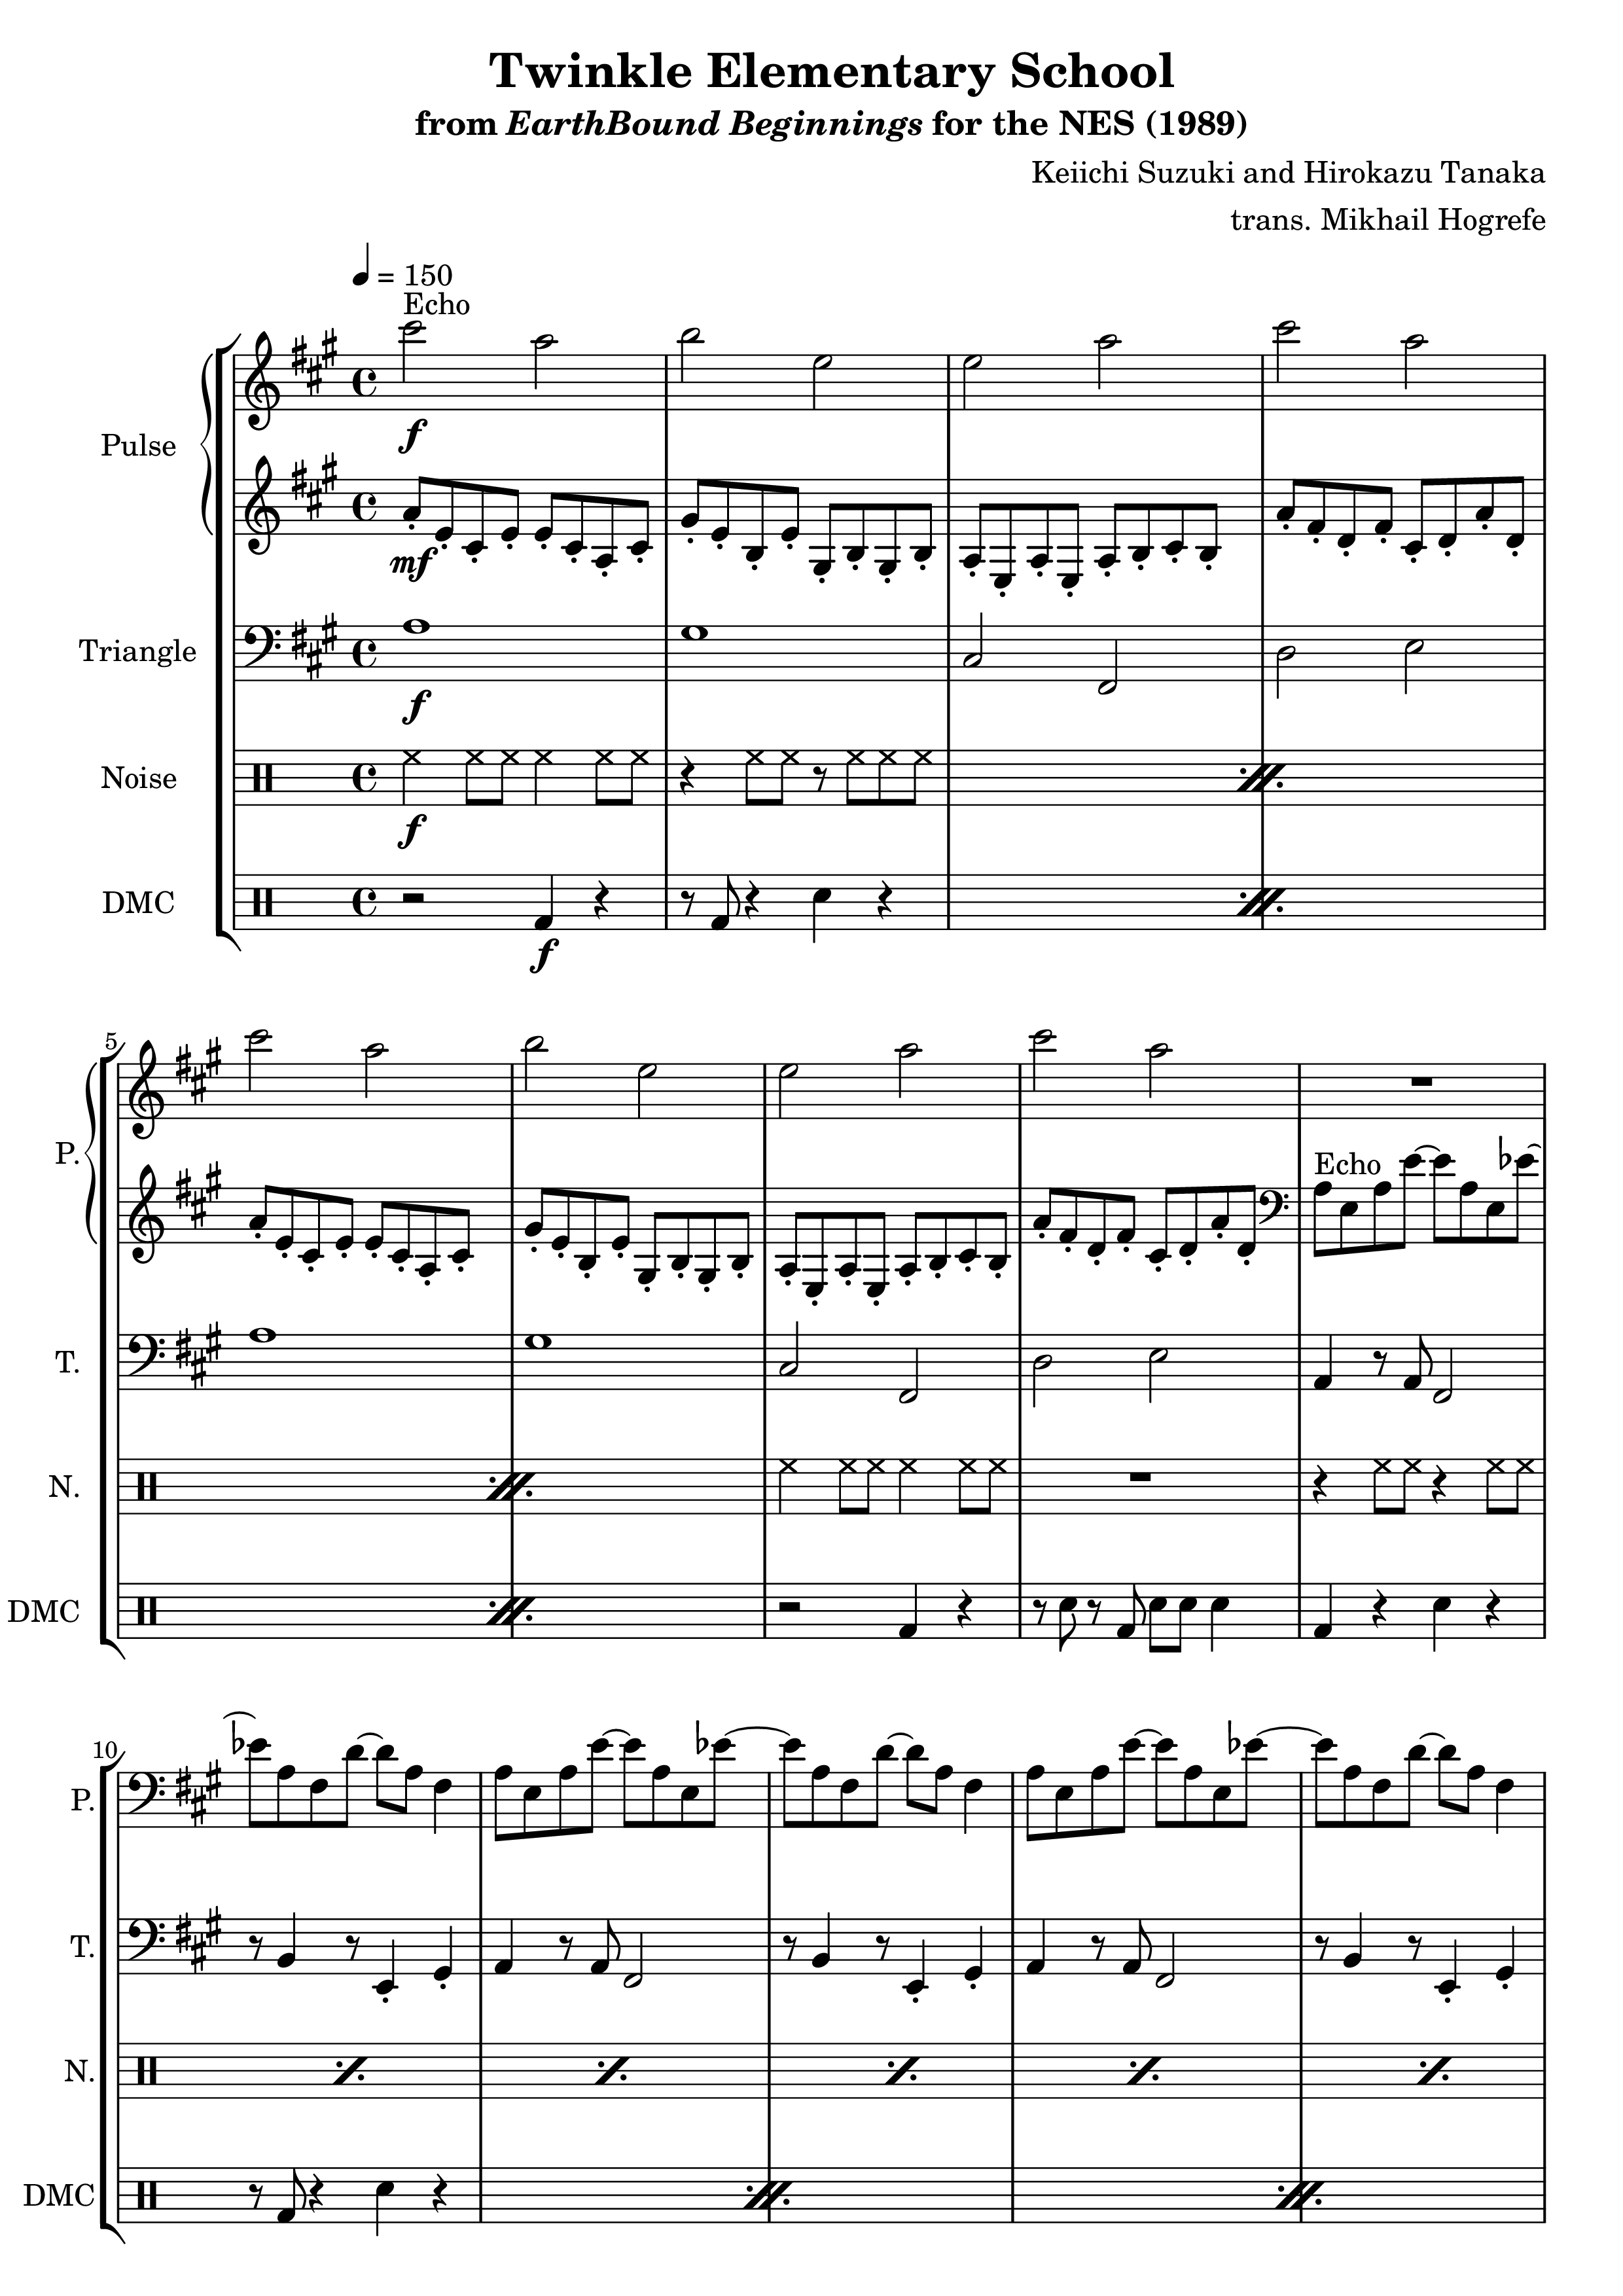 Twinkle Elementary School
from EarthBound Beginnings for the NES (1989)
Keiichi Suzuki and Hirokazu Tanaka
trans. Mikhail Hogrefe
= 150
Echo
Pulse
f
mf
Triangle
f
Noise
f
DMC
f
5
P.
Echo
T.
N.
DMC
10
P.
T.
N.
DMC